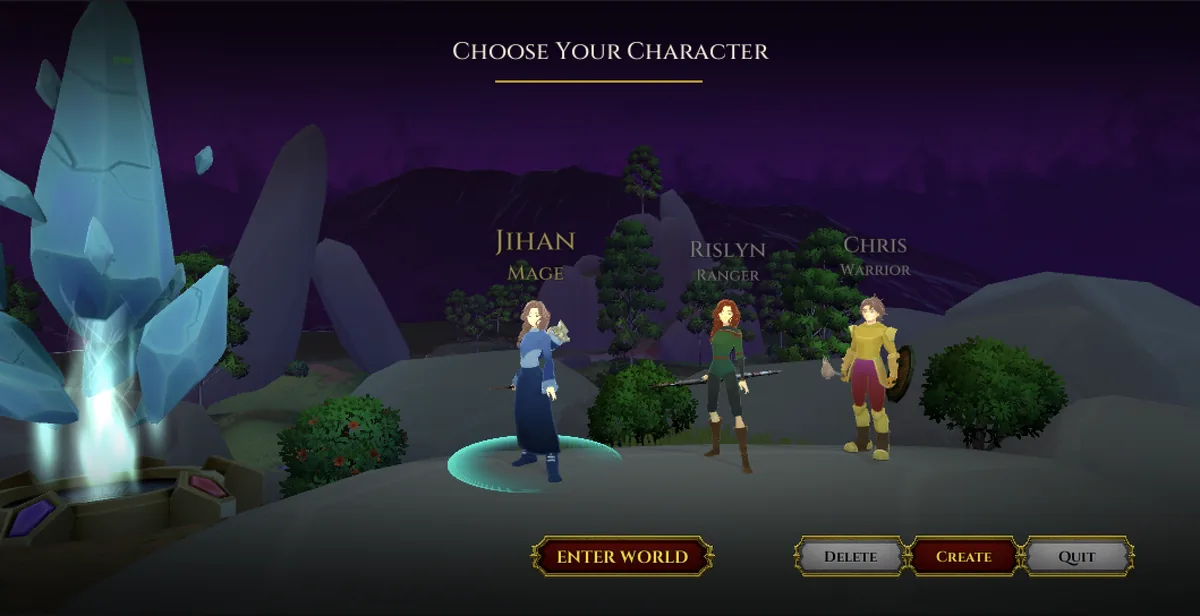 Choose Your Character
Jihan
Mage
Rislyn
Ranger
Chris
Warrior
ENTER WORLD
Delete
Create
Quit